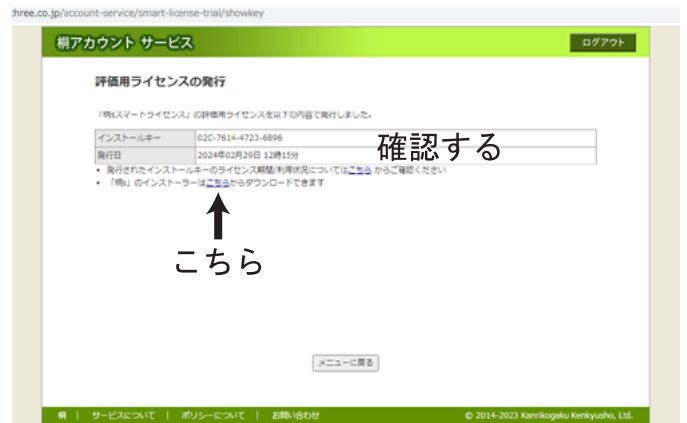 three.co.jp/account-service/smart-license-trial/showkey
桐アカウント サービス
ログアウト
評価用ライセンスの発行
「桐sスマートライセンス」の評価用ライセンスを以下の内容で発行しました。
インストールキー 02C-7614-4723-6896
発行日 2024年02月29日 12時15分
確認する
• 発行されたインストールキーのライセンス期間/利用状況についてはこちら からご確認ください
• 「桐s」のインストーラーはこちらからダウンロードできます
こちら
メニューに戻る
桐 | サービスについて | ポリシーについて | お問い合わせ
© 2014-2023 Kanrikogaku Kenkyusho, Ltd.